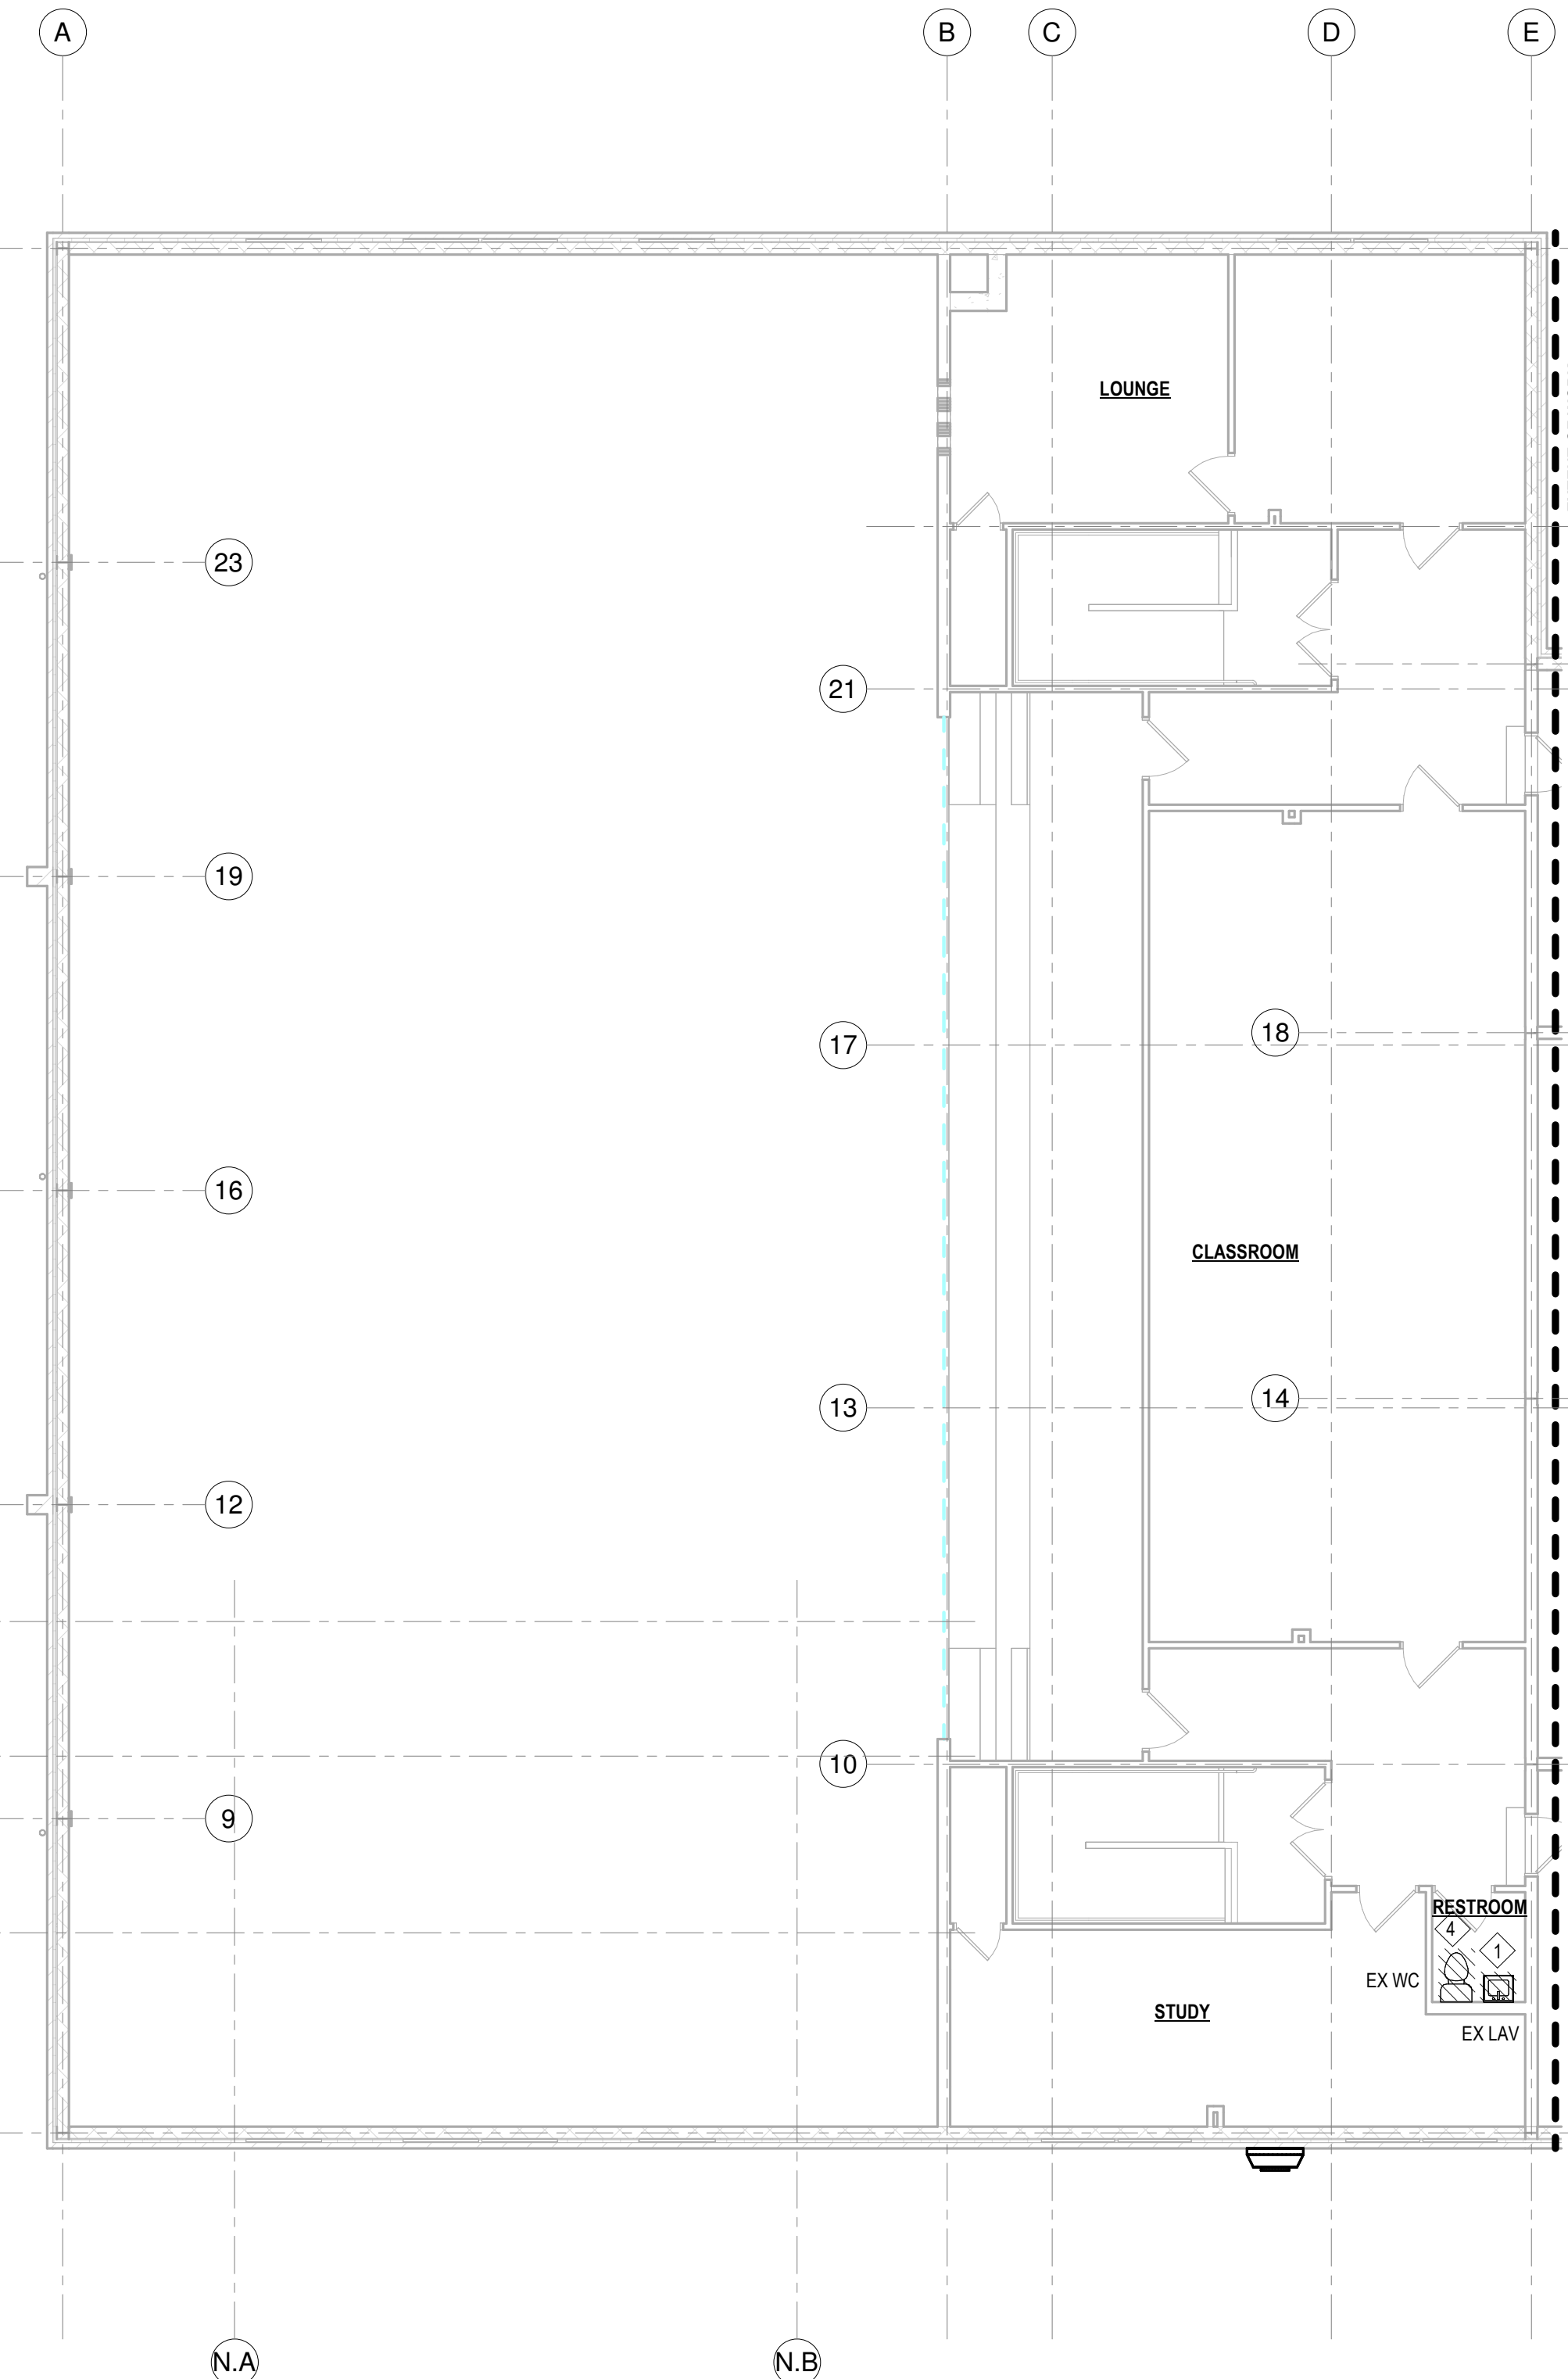 A
B
C
D
E
LOUNGE
23
21
19
17
18
16
CLASSROOM
14
13
12
10
9
RESTROOM
4
1
EX WC
STUDY
EX LAV
N.A
N.B